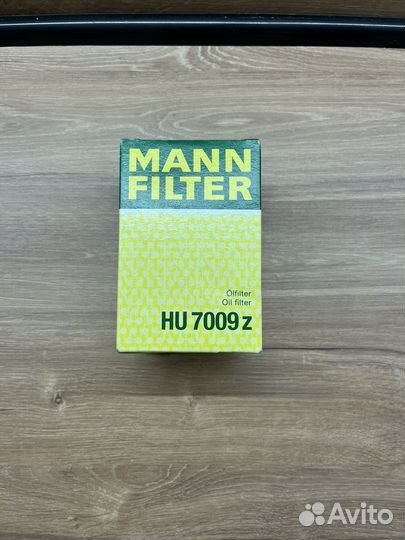 MANN
FILTER
Ölfilter
Oil filter
HU 7009 z
Avito